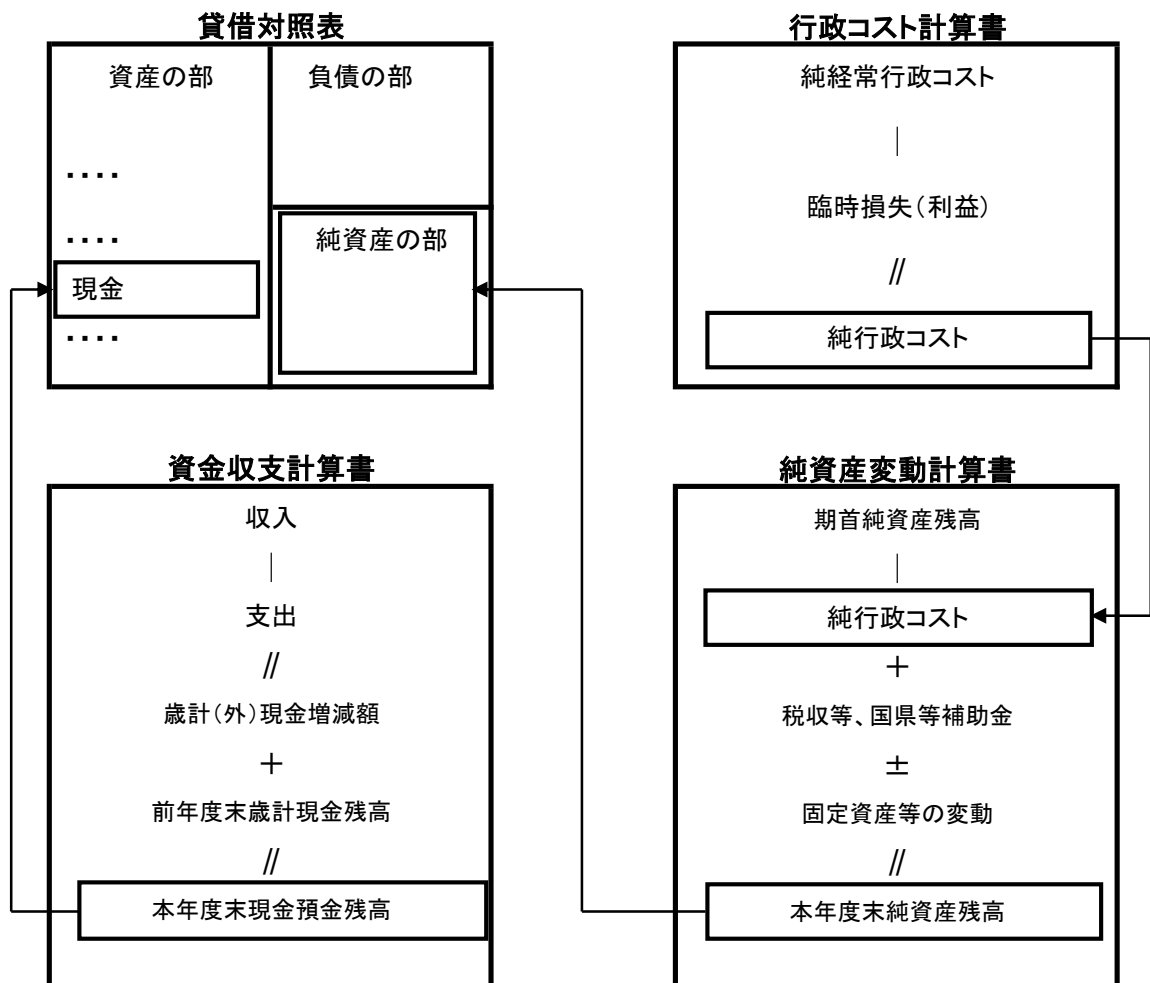 貸借対照表
資産の部
負債の部
‥‥
‥‥
純資産の部
現金
‥‥
行政コスト計算書
純経常行政コスト
|
臨時損失(利益)
//
純行政コスト
資金収支計算書
収入
|
支出
//
歳計(外)現金増減額
+
前年度末歳計現金残高
//
本年度末現金預金残高
純資産変動計算書
期首純資産残高
|
純行政コスト
+
税収等、国県等補助金
±
固定資産等の変動
//
本年度末純資産残高